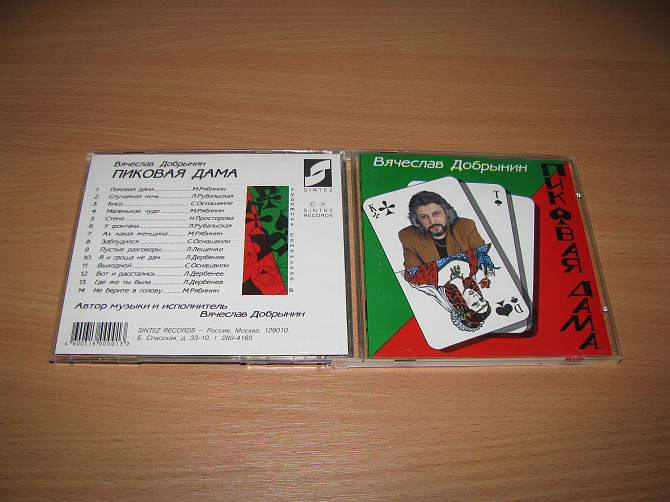 Вячеслав Добрынин
ПИКОВАЯ ДАМА
1 Пиковая дама М.Рябинин
2 Случайная ночь Л.Рубальская
3 Киса С.Осиашвили
4 Маленькое чудо М.Рябинин
5 Стена Н.Просторова
6 У фонтана Л.Рубальская
7 Ах, какая женщина М.Рябинин
8 Заблудился С.Осиашвили
9 Пустые разговоры Л.Лещенко
10 Я и гроша не дам Л.Дербенев
11 Выходной С.Осиашвили
12 Вот и расстались Л.Дербенев
13 Где же ты была Л.Дербенев
14 Не берите в голову М.Рябинин
Автор музыки и исполнитель
Вячеслав Добрынин
SINTEZ RECORDS — Россия, Москва, 129010.
Б. Спасская, д. 33-10, т. 280-4160
4 600318 000013
S
SINTEZ
© ℗
SINTEZ
RECORDS
Вячеслав Добрынин
ПИКОВАЯ ДАМА
K
T
D